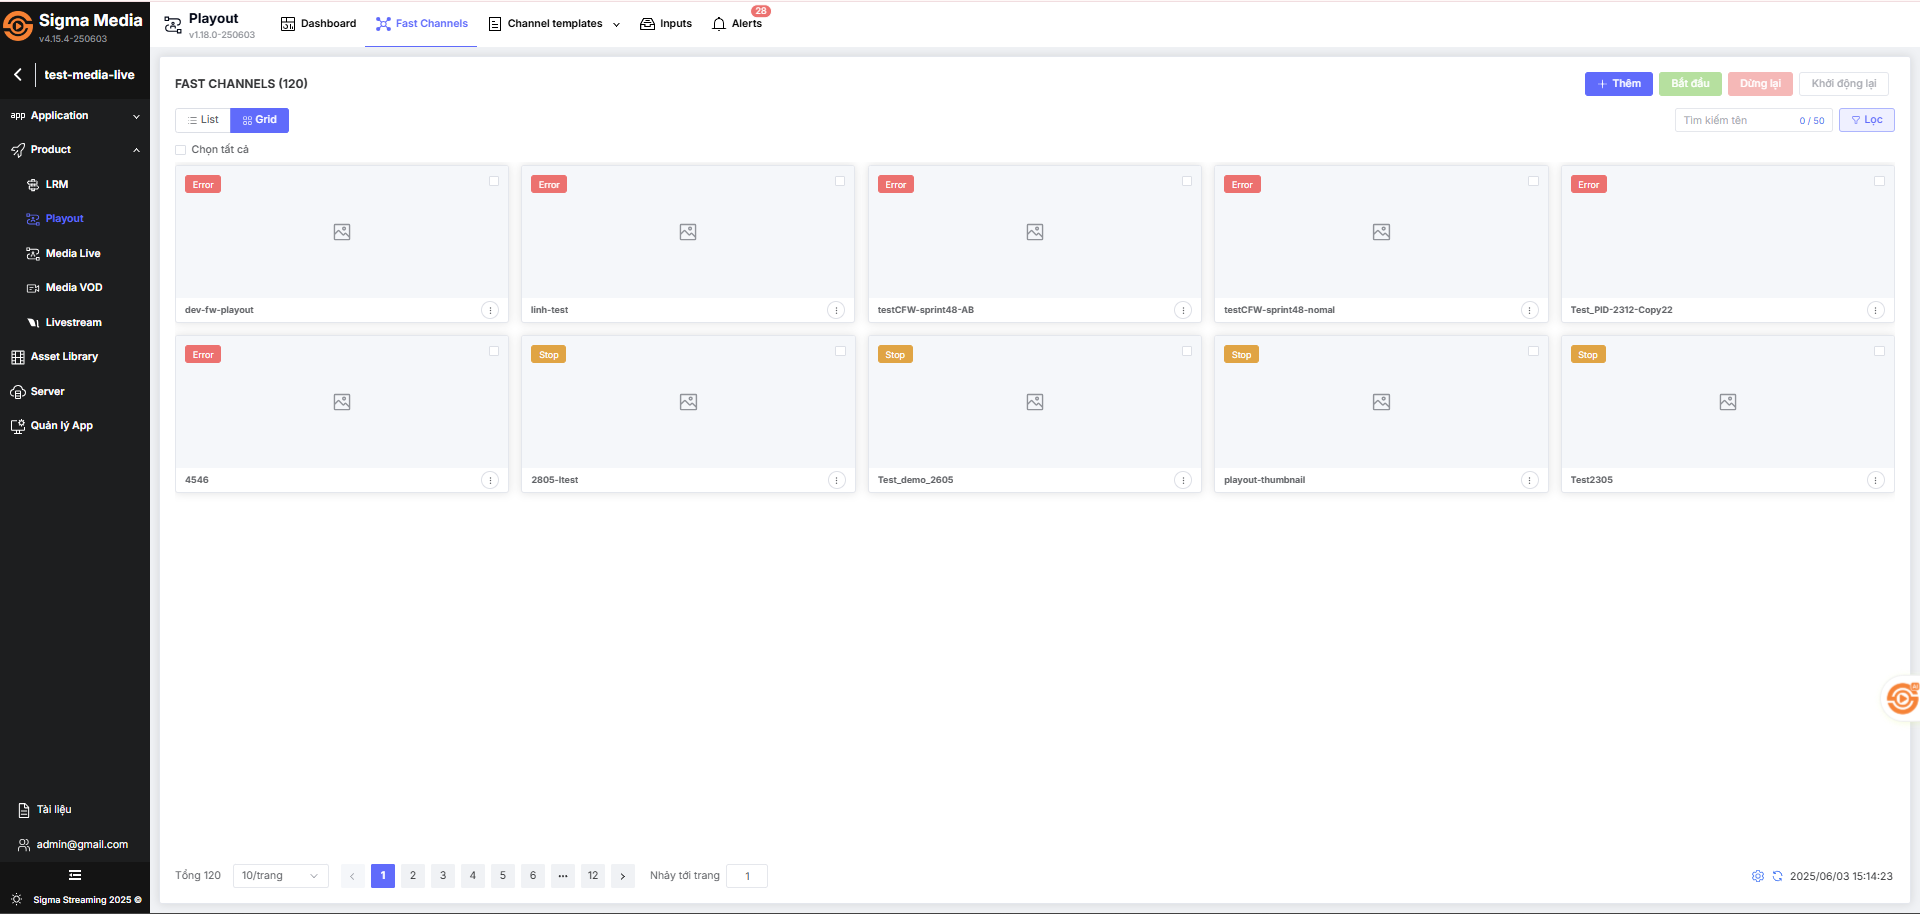 Sigma Media
v4.15.4-250603
test-media-live
app Application
Product
LRM
Playout
Media Live
Media VOD
Livestream
Asset Library
Server
Quản lý App
Tài liệu
admin@gmail.com
Sigma Streaming 2025 ©
Playout
v1.18.0-250603
Dashboard
Fast Channels
Channel templates
Inputs
Alerts
28
FAST CHANNELS (120)
+ Thêm
Bắt đầu
Dừng lại
Khởi động lại
List
Grid
Tìm kiếm tên
0 / 50
Lọc
Chọn tất cả
Error
Error
Error
Error
Error
dev-fw-playout
linh-test
testCFW-sprint48-AB
testCFW-sprint48-nomal
Test_PID-2312-Copy22
Error
Stop
Stop
Stop
Stop
4546
2805-ltest
Test_demo_2605
playout-thumbnail
Test2305
Tổng 120
10/trang
1
2
3
4
5
6
12
Nhảy tới trang
1
2025/06/03 15:14:23